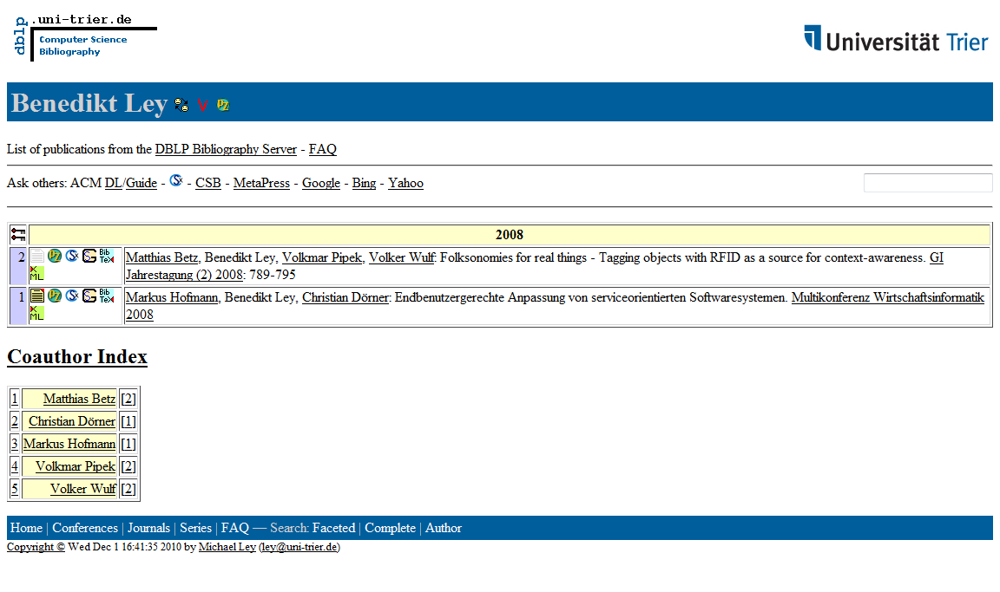 dblp .uni-trier.de
Computer Science
Bibliography
Universität Trier
Benedikt Ley
List of publications from the DBLP Bibliography Server - FAQ
Ask others: ACM DL/Guide - CSx - CSB - MetaPress - Google - Bing - Yahoo
2008
2 Bib TeX XML Matthias Betz, Benedikt Ley, Volkmar Pipek, Volker Wulf: Folksonomies for real things - Tagging objects with RFID as a source for context-awareness. GI
Jahrestagung (2) 2008: 789-795
1 Bib TeX XML Markus Hofmann, Benedikt Ley, Christian Dörner: Endbenutzergerechte Anpassung von serviceorientierten Softwaresystemen. Multikonferenz Wirtschaftsinformatik
2008
Coauthor Index
1 Matthias Betz [2]
2 Christian Dörner [1]
3 Markus Hofmann [1]
4 Volkmar Pipek [2]
5 Volker Wulf [2]
Home | Conferences | Journals | Series | FAQ — Search: Faceted | Complete | Author
Copyright © Wed Dec 1 16:41:35 2010 by Michael Ley (ley@uni-trier.de)